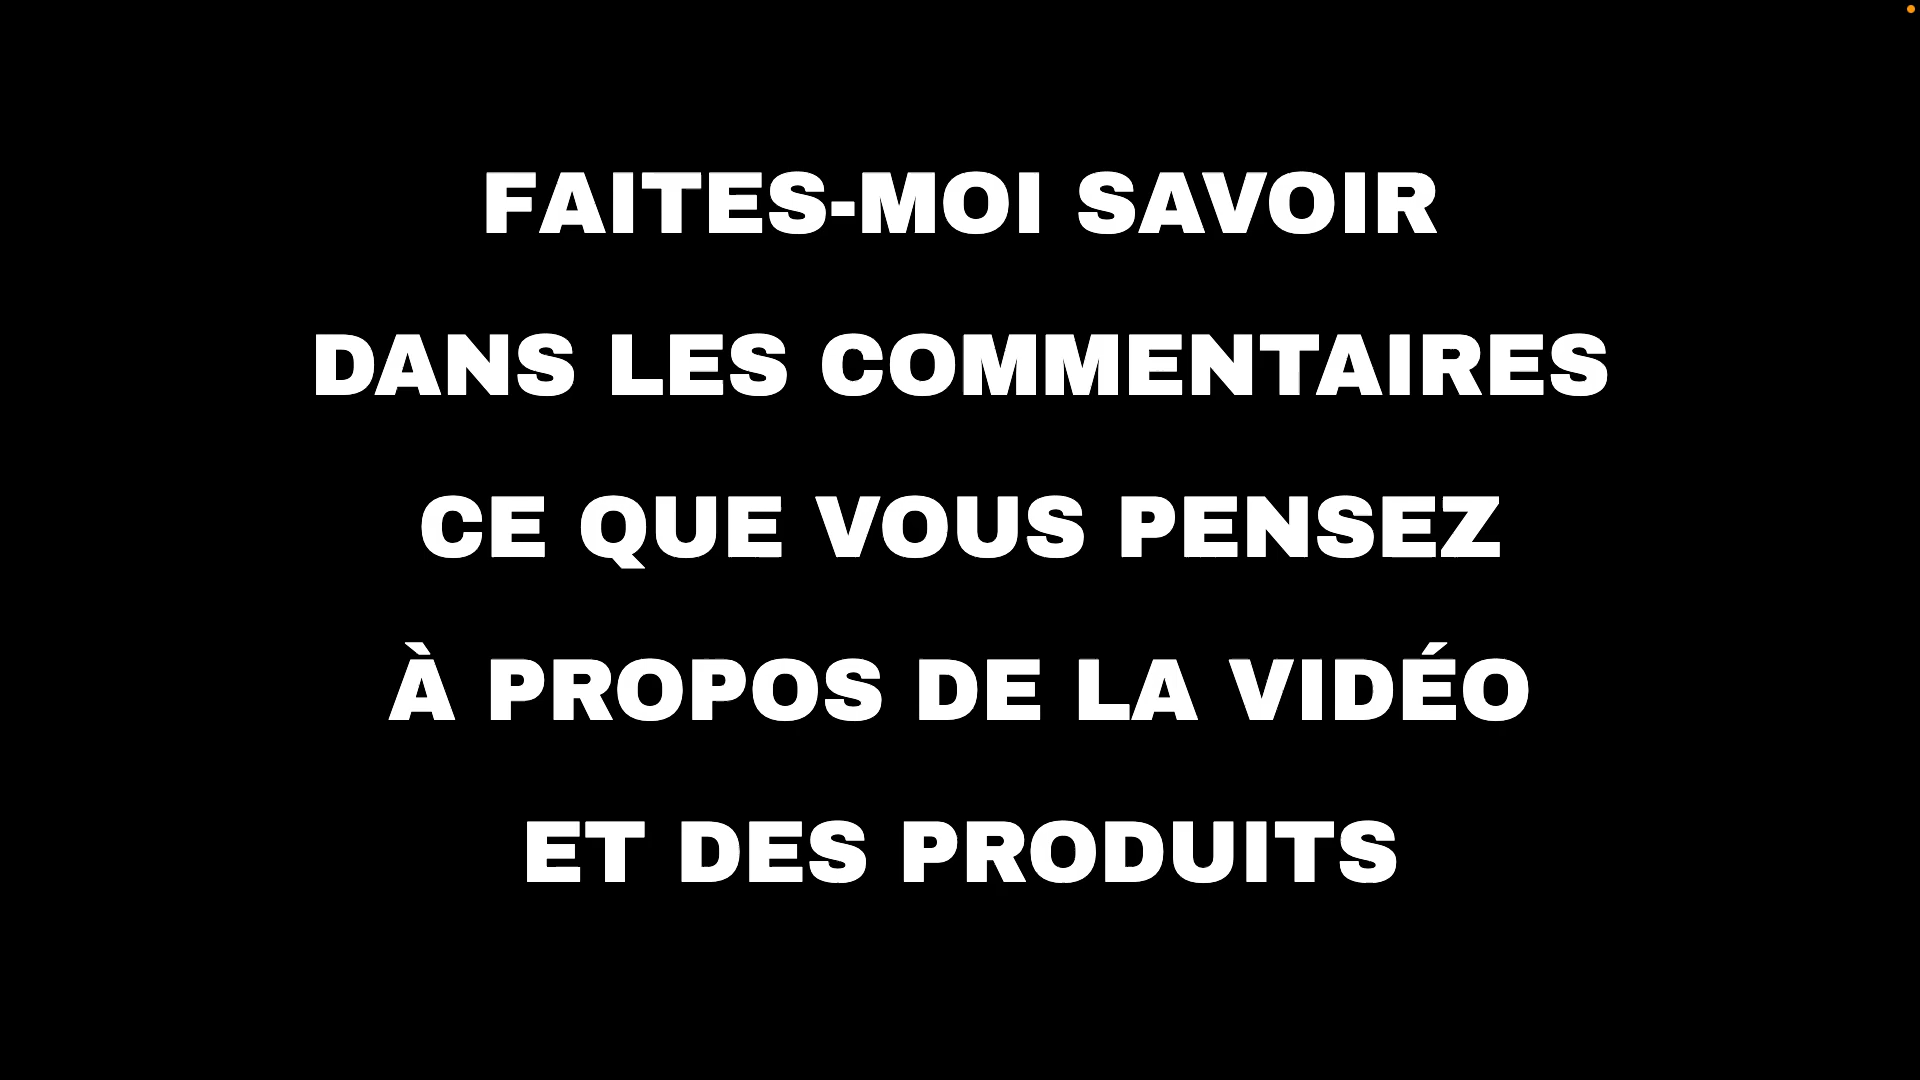 FAITES-MOI SAVOIR
DANS LES COMMENTAIRES
CE QUE VOUS PENSEZ
À PROPOS DE LA VIDÉO
ET DES PRODUITS